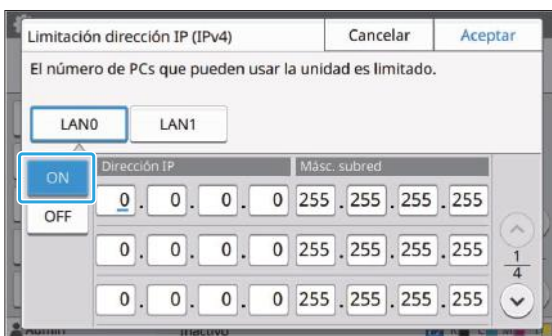 Limitación dirección IP (IPv4) Cancelar Aceptar
El número de PCs que pueden usar la unidad es limitado.
LAN0 LAN1
ON Dirección IP Másc. subred
0 . 0 . 0 . 0 255 . 255 . 255 . 255
OFF
0 . 0 . 0 . 0 255 . 255 . 255 . 255
1
4
0 . 0 . 0 . 0 255 . 255 . 255 . 255